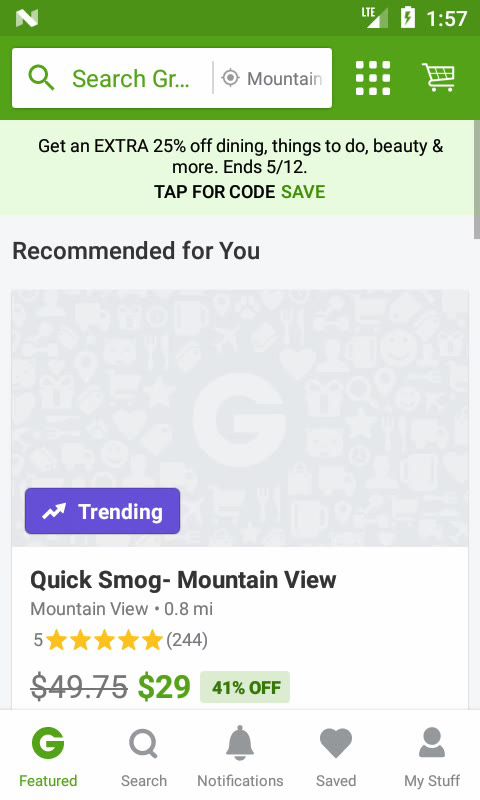 LTE 1:57
Search Gr... Mountain
Get an EXTRA 25% off dining, things to do, beauty &
more. Ends 5/12.
TAP FOR CODE SAVE
Recommended for You
G
Trending
Quick Smog- Mountain View
Mountain View • 0.8 mi
5 (244)
$49.75 $29 41% OFF
G
Featured Search Notifications Saved My Stuff